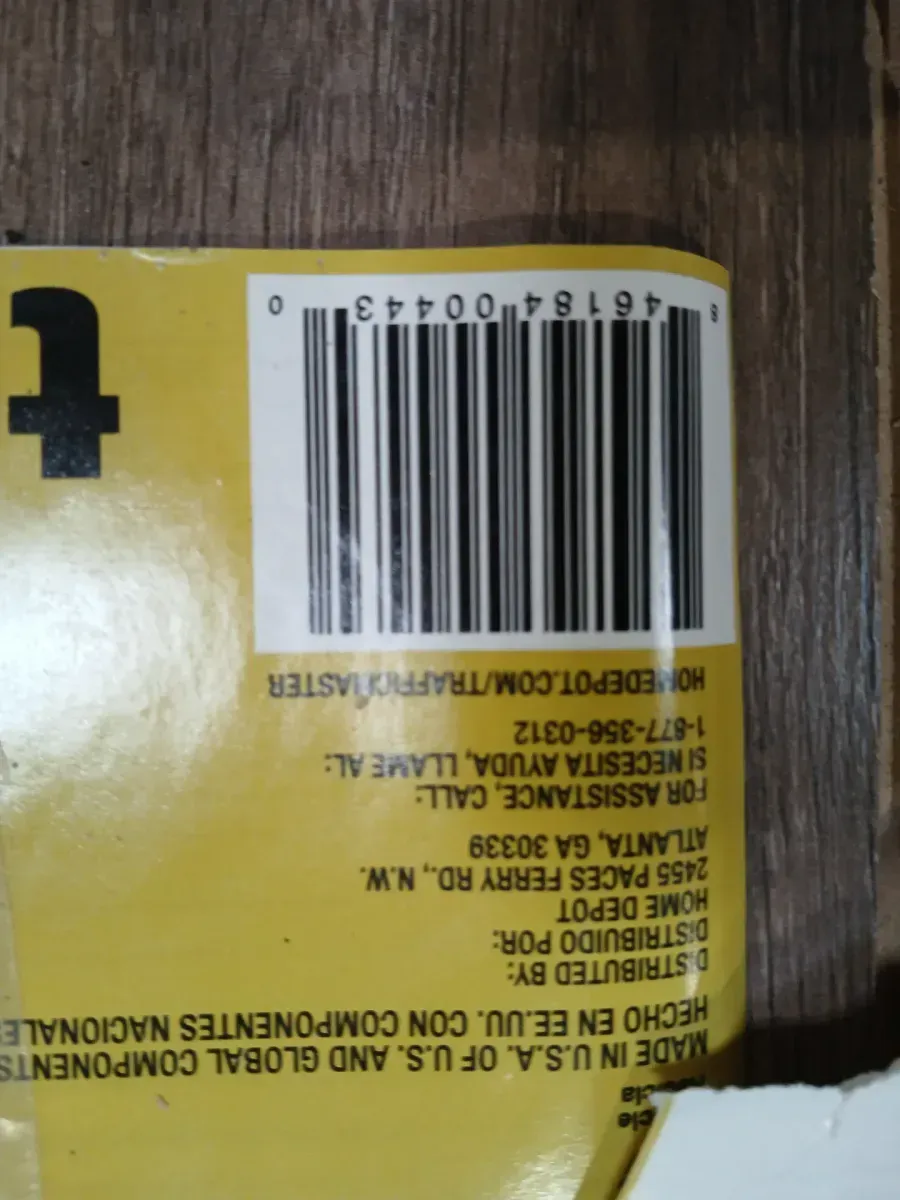 MADE IN U.S.A. OF U.S. AND GLOBAL COMPONENTS
HECHO EN EE.UU. CON COMPONENTES NACIONALES
DISTRIBUTED BY:
DISTRIBUIDO POR:
HOME DEPOT
2455 PACES FERRY RD., N.W.
ATLANTA, GA 30339
FOR ASSISTANCE, CALL:
SI NECESITA AYUDA, LLAME AL:
1-877-356-0312
HOMEDEPOT.COM/TRAFFICMASTER
t
8 46184 00443 0